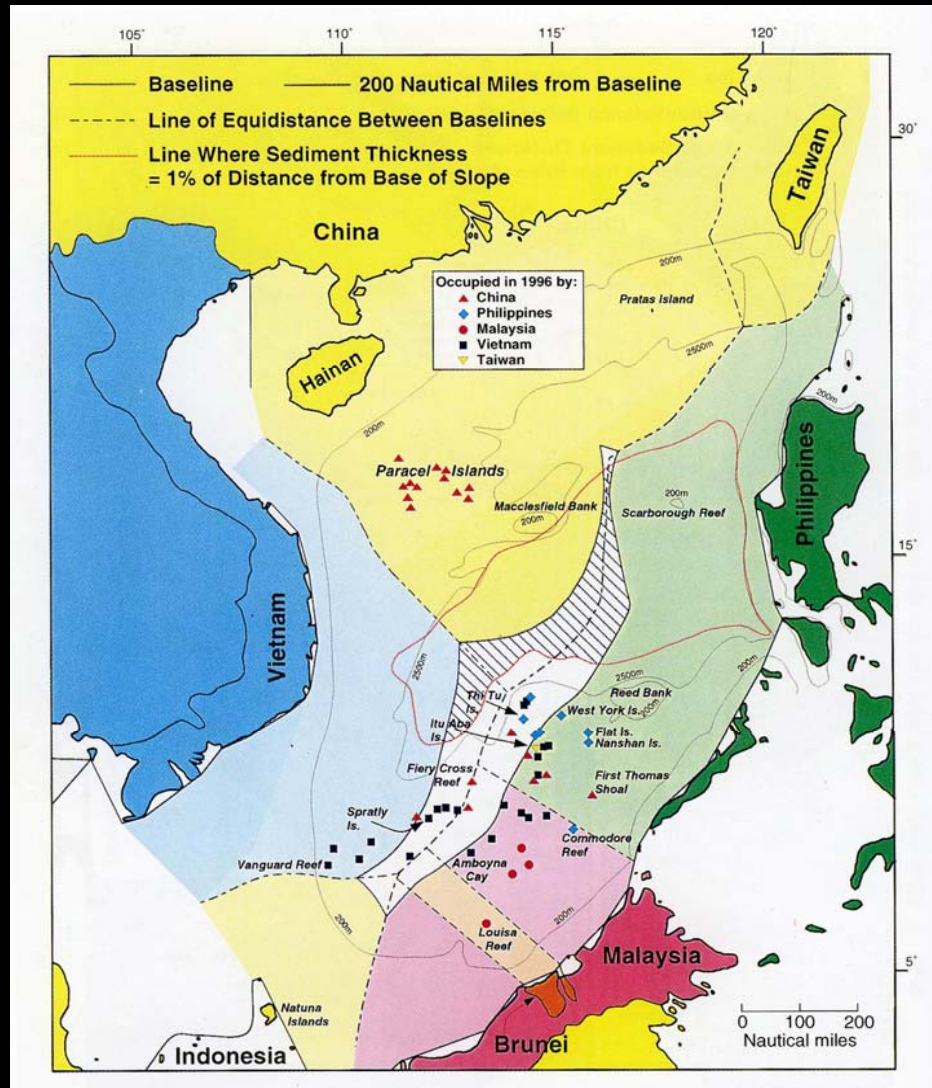 105°
110°
115°
120°
Baseline
200 Nautical Miles from Baseline
Line of Equidistance Between Baselines
Line Where Sediment Thickness
= 1% of Distance from Base of Slope
30°
Taiwan
China
200m
Occupied in 1996 by:
China
Philippines
Malaysia
Vietnam
Taiwan
Pratas Island
2500m
Hainan
200m
200m
Philippines
Paracel Islands
Macclesfield Bank
200m
200m
Scarborough Reef
15°
Vietnam
2500m
200m
2500m
Thi Tu
Is.
Reed Bank
200m
West York Is.
Itu Aba
Is.
Flat Is.
Nanshan Is.
Fiery Cross
Reef
First Thomas
Shoal
Spratly
Is.
Commodore
Reef
Vanguard Reef
Amboyna
Cay
200m
200m
Louisa
Reef
Malaysia
5°
Natuna
Islands
0 100 200
Nautical miles
Indonesia
Brunei